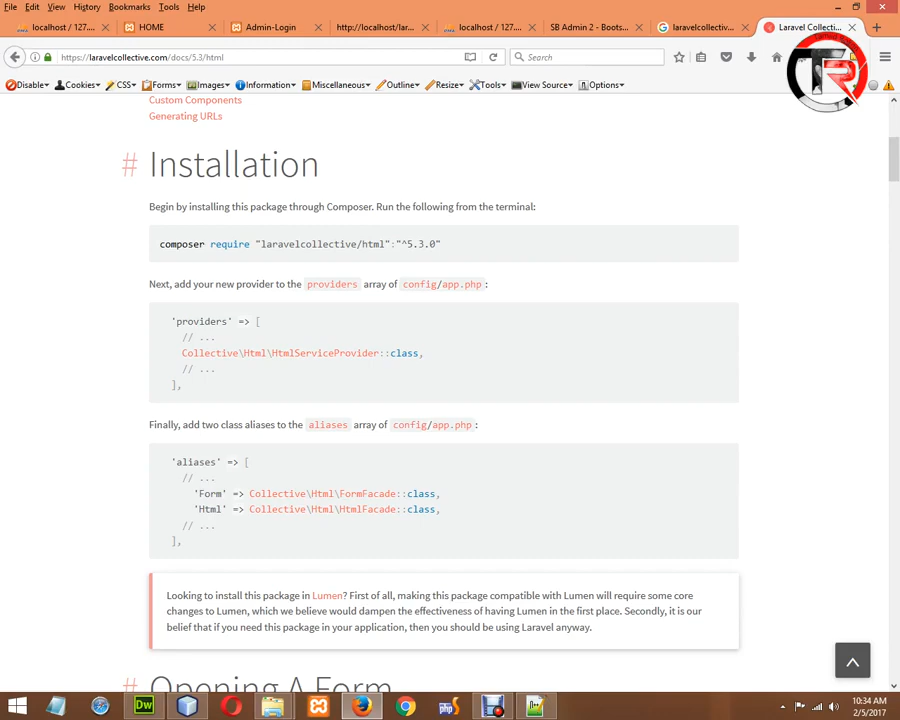 File Edit View History Bookmarks Tools Help
localhost / 127.... HOME Admin-Login http://localhost/lar... localhost / 127.... SB Admin 2 - Boots... laravelcollectiv... Laravel Collecti...
https://laravelcollective.com/docs/5.3/html Search
Disable Cookies CSS Forms Images Information Miscellaneous Outline Resize Tools View Source Options
Custom Components
Generating URLs
# Installation
Begin by installing this package through Composer. Run the following from the terminal:
composer require "laravelcollective/html":"^5.3.0"
Next, add your new provider to the providers array of config/app.php:
'providers' => [
// ...
Collective\Html\HtmlServiceProvider::class,
// ...
],
Finally, add two class aliases to the aliases array of config/app.php:
'aliases' => [
// ...
'Form' => Collective\Html\FormFacade::class,
'Html' => Collective\Html\HtmlFacade::class,
// ...
],
Looking to install this package in Lumen? First of all, making this package compatible with Lumen will require some core
changes to Lumen, which we believe would dampen the effectiveness of having Lumen in the first place. Secondly, it is our
belief that if you need this package in your application, then you should be using Laravel anyway.
# Opening A Form
Dw php
10:34 AM
2/5/2017